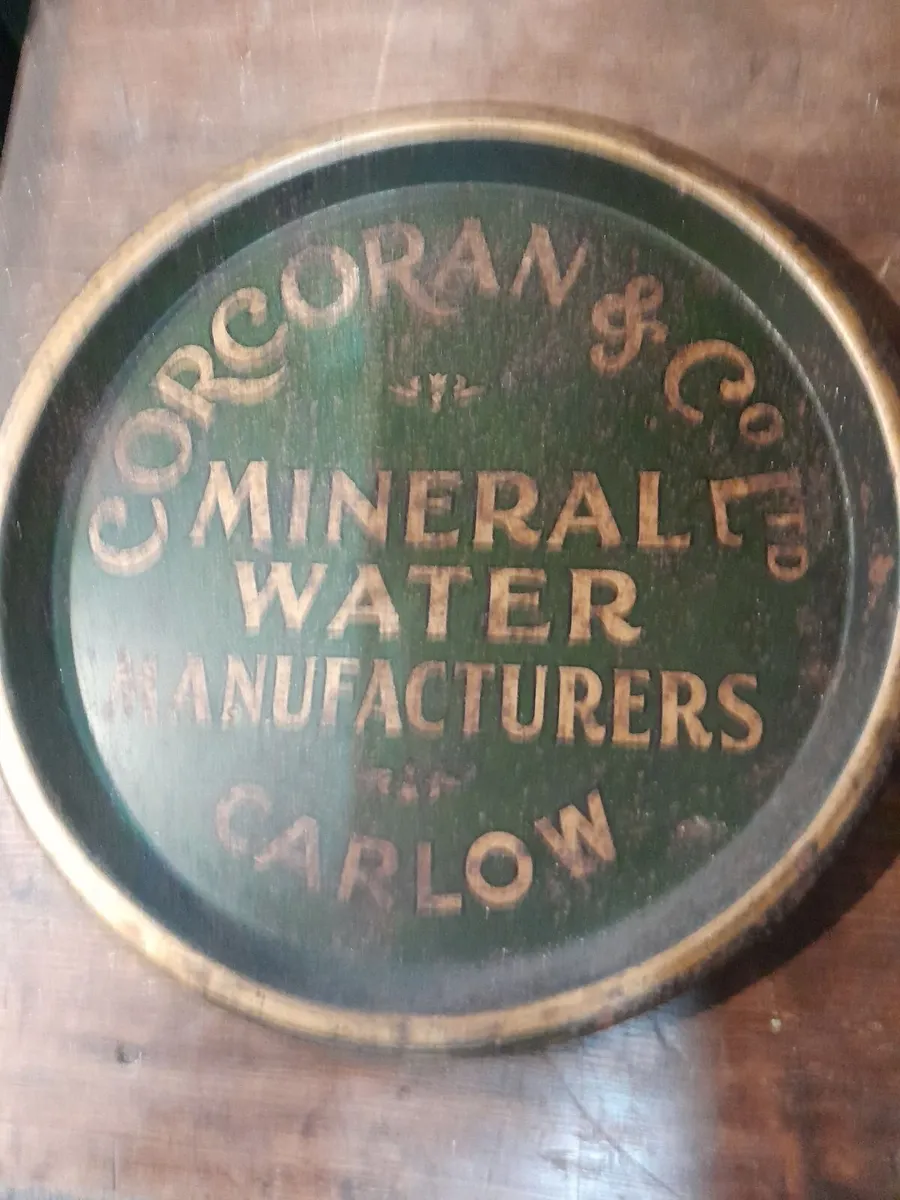 CORCORAN & CO LTD
MINERAL
WATER
MANUFACTURERS
CARLOW